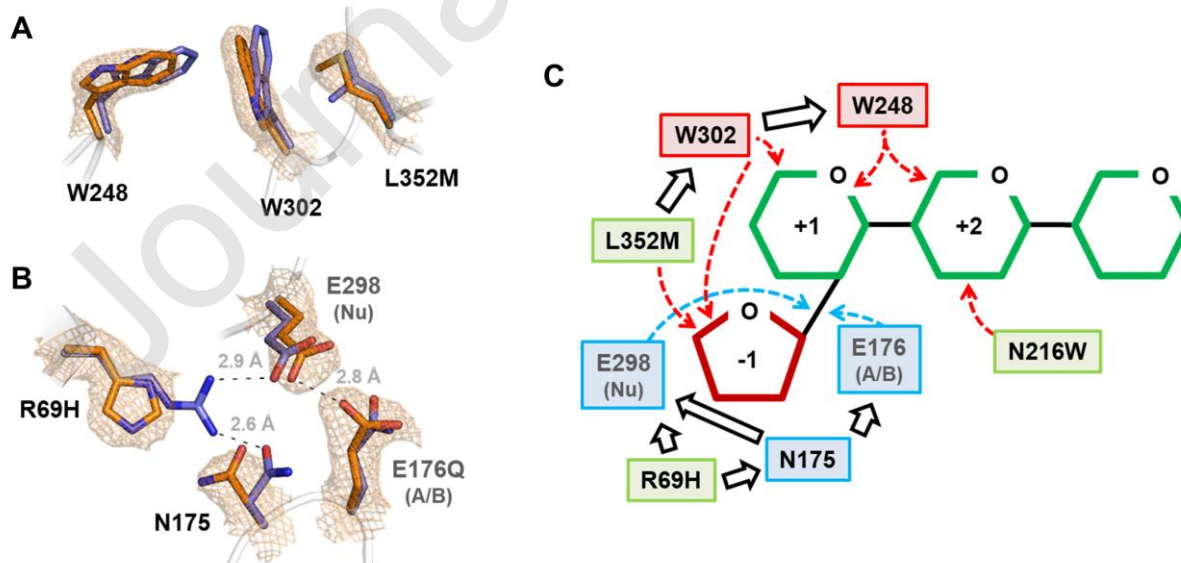 A
W248
W302
L352M
Journa
B
E298
(Nu)
2.9 Å
2.8 Å
R69H
2.6 Å
E176Q
(A/B)
N175
C
W248
W302
O
O
O
+1
+2
L352M
O
E298
(Nu)
-1
E176
(A/B)
N216W
N175
R69H